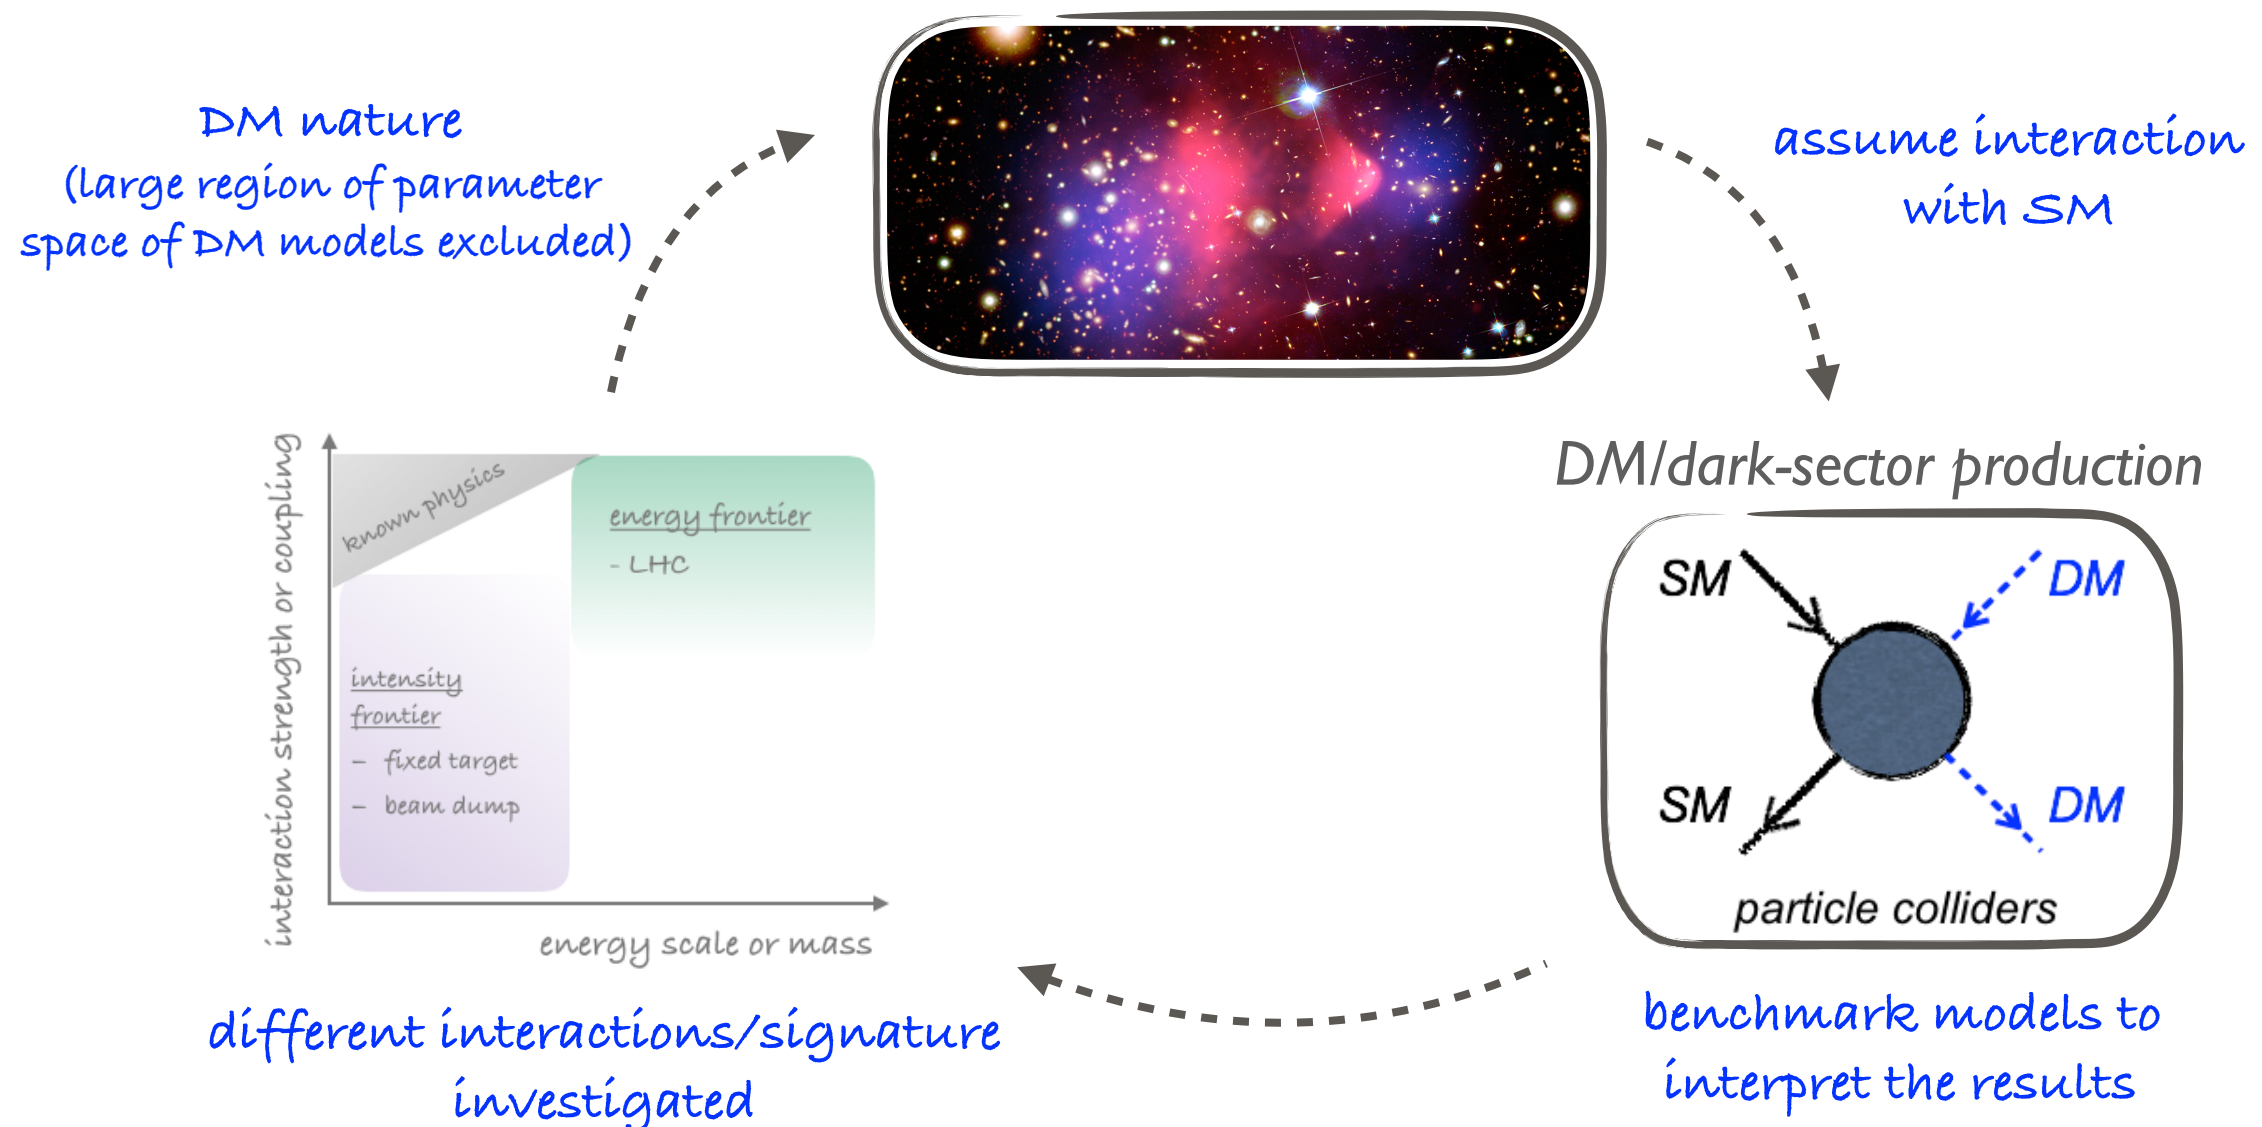 DM nature
(large region of parameter
space of DM models excluded)
assume interaction
with SM
DM/dark-sector production
SM
DM
SM
DM
particle colliders
benchmark models to
interpret the results
interaction strength or coupling
known physics
energy frontier
- LHC
intensity
frontier
- fixed target
- beam dump
energy scale or mass
different interactions/signature
investigated